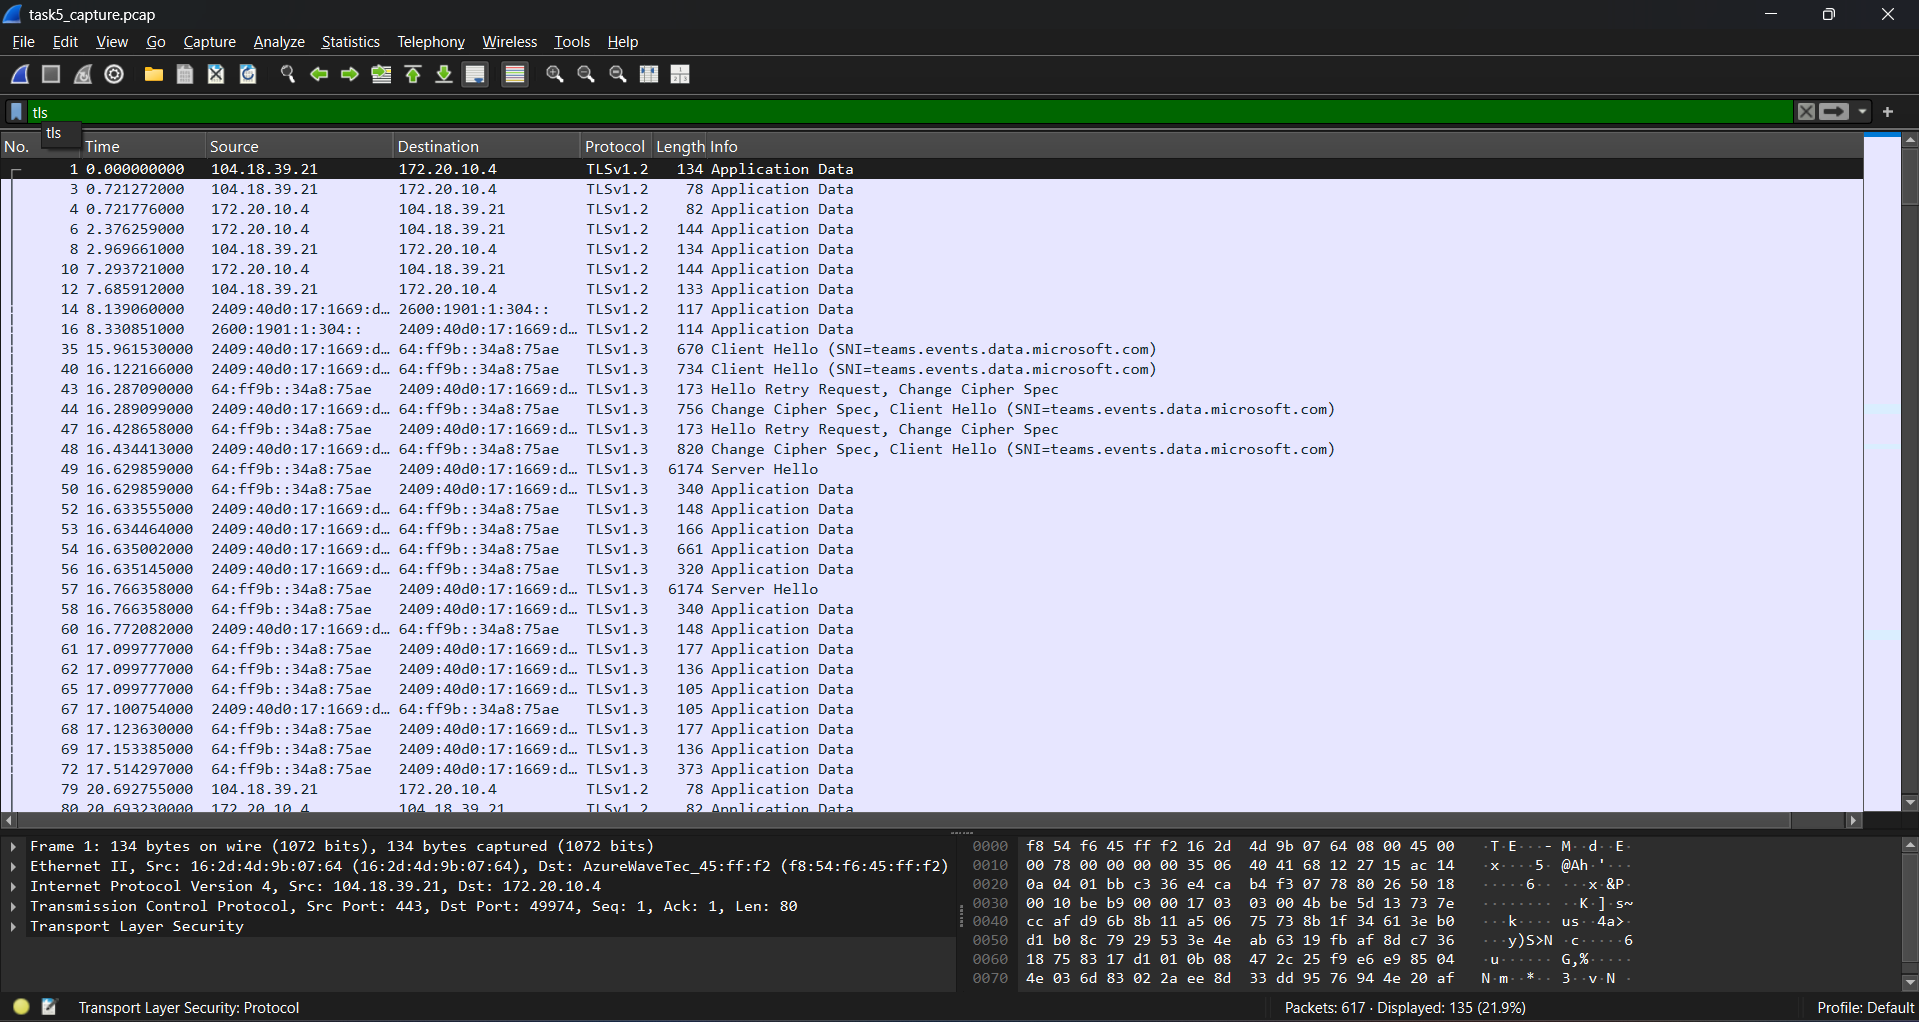 task5_capture.pcap
File Edit View Go Capture Analyze Statistics Telephony Wireless Tools Help
tls
tls
No. Time Source Destination Protocol Length Info
1 0.000000000 104.18.39.21 172.20.10.4 TLSv1.2 134 Application Data
3 0.721272000 104.18.39.21 172.20.10.4 TLSv1.2 78 Application Data
4 0.721776000 172.20.10.4 104.18.39.21 TLSv1.2 82 Application Data
6 2.376259000 172.20.10.4 104.18.39.21 TLSv1.2 144 Application Data
8 2.969661000 104.18.39.21 172.20.10.4 TLSv1.2 134 Application Data
10 7.293721000 172.20.10.4 104.18.39.21 TLSv1.2 144 Application Data
12 7.685912000 104.18.39.21 172.20.10.4 TLSv1.2 133 Application Data
14 8.139060000 2409:40d0:17:1669:d… 2600:1901:1:304:: TLSv1.2 117 Application Data
16 8.330851000 2600:1901:1:304:: 2409:40d0:17:1669:d… TLSv1.2 114 Application Data
35 15.961530000 2409:40d0:17:1669:d… 64:ff9b::34a8:75ae TLSv1.3 670 Client Hello (SNI=teams.events.data.microsoft.com)
40 16.122166000 2409:40d0:17:1669:d… 64:ff9b::34a8:75ae TLSv1.3 734 Client Hello (SNI=teams.events.data.microsoft.com)
43 16.287090000 64:ff9b::34a8:75ae 2409:40d0:17:1669:d… TLSv1.3 173 Hello Retry Request, Change Cipher Spec
44 16.289099000 2409:40d0:17:1669:d… 64:ff9b::34a8:75ae TLSv1.3 756 Change Cipher Spec, Client Hello (SNI=teams.events.data.microsoft.com)
47 16.428658000 64:ff9b::34a8:75ae 2409:40d0:17:1669:d… TLSv1.3 173 Hello Retry Request, Change Cipher Spec
48 16.434413000 2409:40d0:17:1669:d… 64:ff9b::34a8:75ae TLSv1.3 820 Change Cipher Spec, Client Hello (SNI=teams.events.data.microsoft.com)
49 16.629859000 64:ff9b::34a8:75ae 2409:40d0:17:1669:d… TLSv1.3 6174 Server Hello
50 16.629859000 64:ff9b::34a8:75ae 2409:40d0:17:1669:d… TLSv1.3 340 Application Data
52 16.633555000 2409:40d0:17:1669:d… 64:ff9b::34a8:75ae TLSv1.3 148 Application Data
53 16.634464000 2409:40d0:17:1669:d… 64:ff9b::34a8:75ae TLSv1.3 166 Application Data
54 16.635002000 2409:40d0:17:1669:d… 64:ff9b::34a8:75ae TLSv1.3 661 Application Data
56 16.635145000 2409:40d0:17:1669:d… 64:ff9b::34a8:75ae TLSv1.3 320 Application Data
57 16.766358000 64:ff9b::34a8:75ae 2409:40d0:17:1669:d… TLSv1.3 6174 Server Hello
58 16.766358000 64:ff9b::34a8:75ae 2409:40d0:17:1669:d… TLSv1.3 340 Application Data
60 16.772082000 2409:40d0:17:1669:d… 64:ff9b::34a8:75ae TLSv1.3 148 Application Data
61 17.099777000 64:ff9b::34a8:75ae 2409:40d0:17:1669:d… TLSv1.3 177 Application Data
62 17.099777000 64:ff9b::34a8:75ae 2409:40d0:17:1669:d… TLSv1.3 136 Application Data
65 17.099777000 64:ff9b::34a8:75ae 2409:40d0:17:1669:d… TLSv1.3 105 Application Data
67 17.100754000 2409:40d0:17:1669:d… 64:ff9b::34a8:75ae TLSv1.3 105 Application Data
68 17.123630000 64:ff9b::34a8:75ae 2409:40d0:17:1669:d… TLSv1.3 177 Application Data
69 17.153385000 64:ff9b::34a8:75ae 2409:40d0:17:1669:d… TLSv1.3 136 Application Data
72 17.514297000 64:ff9b::34a8:75ae 2409:40d0:17:1669:d… TLSv1.3 373 Application Data
79 20.692755000 104.18.39.21 172.20.10.4 TLSv1.2 78 Application Data
80 20.693230000 172.20.10.4 104.18.39.21 TLSv1.2 82 Application Data
Frame 1: 134 bytes on wire (1072 bits), 134 bytes captured (1072 bits)
Ethernet II, Src: 16:2d:4d:9b:07:64 (16:2d:4d:9b:07:64), Dst: AzureWaveTec_45:ff:f2 (f8:54:f6:45:ff:f2)
Internet Protocol Version 4, Src: 104.18.39.21, Dst: 172.20.10.4
Transmission Control Protocol, Src Port: 443, Dst Port: 49974, Seq: 1, Ack: 1, Len: 80
Transport Layer Security
0000 f8 54 f6 45 ff f2 16 2d 4d 9b 07 64 08 00 45 00 ·T·E···- M··d··E·
0010 00 78 00 00 00 00 35 06 40 41 68 12 27 15 ac 14 ·x····5· @Ah·'···
0020 0a 04 01 bb c3 36 e4 ca b4 f3 07 78 80 26 50 18 ·····6·· ···x·&P·
0030 00 10 be b9 00 00 17 03 03 00 4b be 5d 13 73 7e ········ ··K·]·s~
0040 cc af d9 6b 8b 11 a5 06 75 73 8b 1f 34 61 3e b0 ···k···· us··4a>·
0050 d1 b0 8c 79 29 53 3e 4e ab 63 19 fb af 8d c7 36 ···y)S>N ·c·····6
0060 18 75 83 17 d1 01 0b 08 47 2c 25 f9 e6 e9 85 04 ·u······ G,%·····
0070 4e 03 6d 83 02 2a ee 8d 33 dd 95 76 94 4e 20 af N·m··*·· 3··v·N ·
Transport Layer Security: Protocol
Packets: 617 · Displayed: 135 (21.9%)
Profile: Default